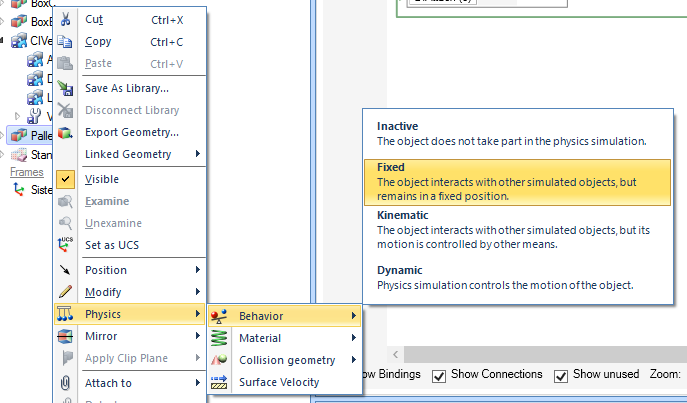 BoxE
CIVe
A
D
L
V
Palle
Stan
Frames
Siste
Cut Ctrl+X
Copy Ctrl+C
Paste Ctrl+V
Save As Library...
Disconnect Library
Export Geometry...
Linked Geometry
Visible
Examine
Unexamine
Set as UCS
UCS
Position
Modify
Physics
Mirror
Apply Clip Plane
Attach to
Behavior
Material
Collision geometry
Surface Velocity
Inactive
The object does not take part in the physics simulation.
Fixed
The object interacts with other simulated objects, but
remains in a fixed position.
Kinematic
The object interacts with other simulated objects, but its
motion is controlled by other means.
Dynamic
Physics simulation controls the motion of the object.
ow Bindings Show Connections Show unused Zoom: